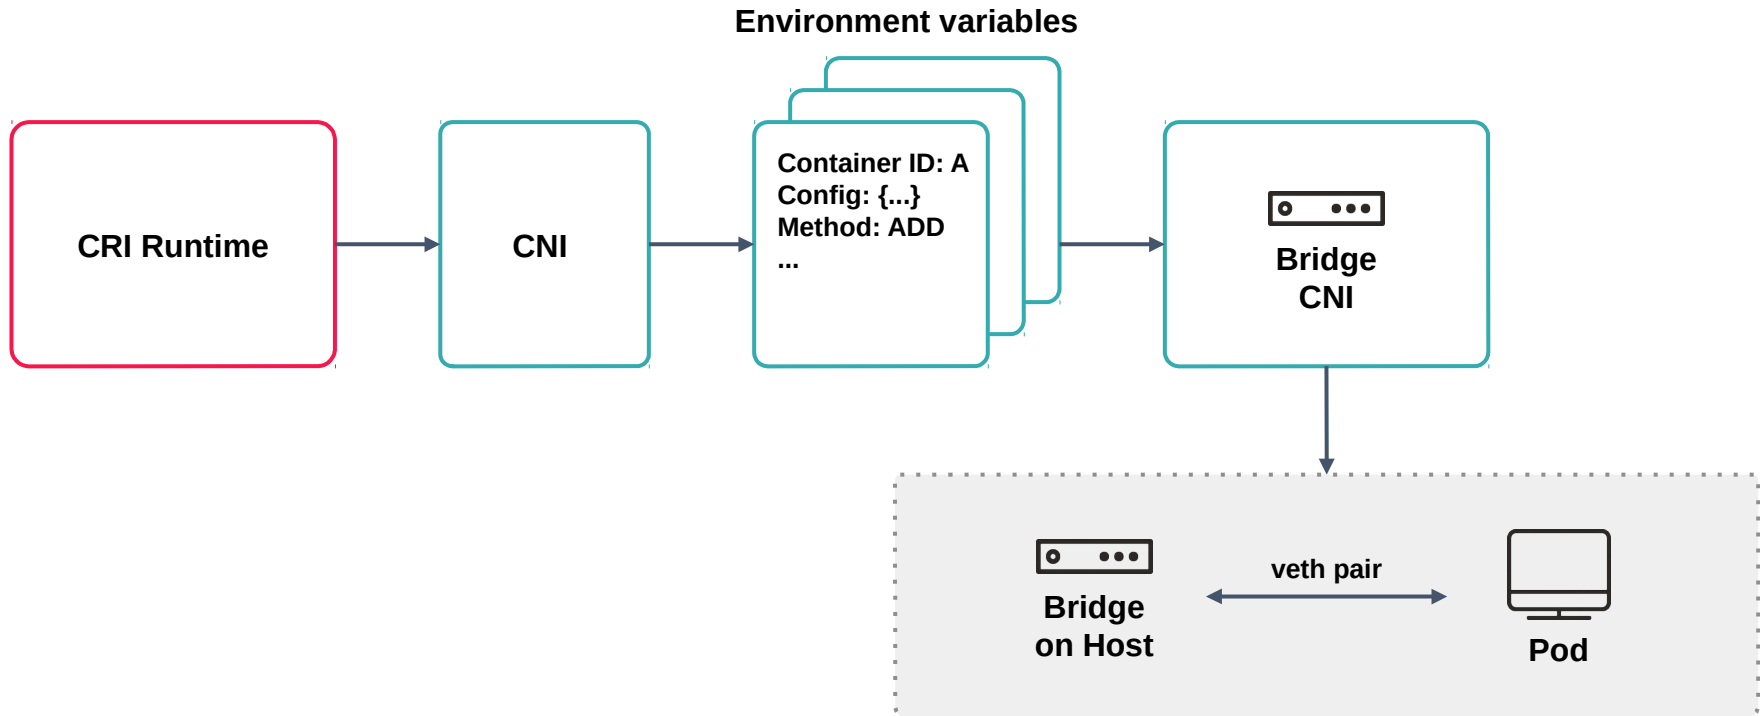 Environment variables
CRI Runtime
CNI
Container ID: A
Config: {...}
Method: ADD
...
Bridge
CNI
Bridge
on Host
veth pair
Pod